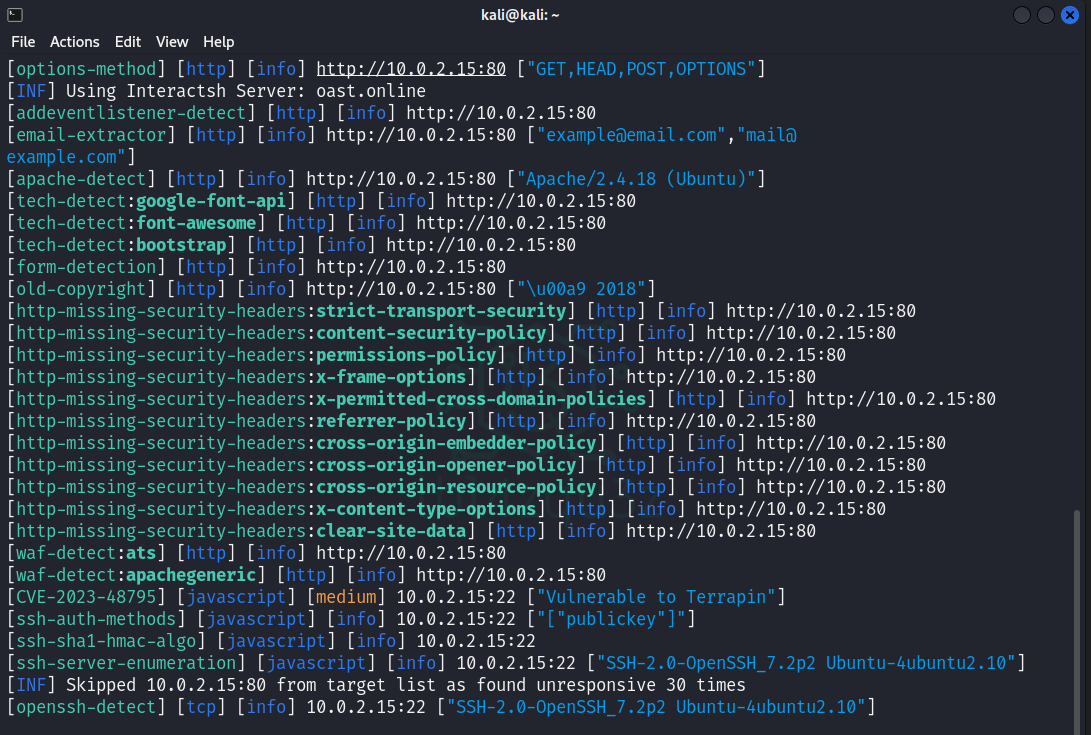 kali@kali: ~
File Actions Edit View Help
[options-method] [http] [info] http://10.0.2.15:80 ["GET,HEAD,POST,OPTIONS"]
[INF] Using Interactsh Server: oast.online
[addeventlistener-detect] [http] [info] http://10.0.2.15:80
[email-extractor] [http] [info] http://10.0.2.15:80 ["example@email.com","mail@
example.com"]
[apache-detect] [http] [info] http://10.0.2.15:80 ["Apache/2.4.18 (Ubuntu)"]
[tech-detect:google-font-api] [http] [info] http://10.0.2.15:80
[tech-detect:font-awesome] [http] [info] http://10.0.2.15:80
[tech-detect:bootstrap] [http] [info] http://10.0.2.15:80
[form-detection] [http] [info] http://10.0.2.15:80
[old-copyright] [http] [info] http://10.0.2.15:80 ["\u00a9 2018"]
[http-missing-security-headers:strict-transport-security] [http] [info] http://10.0.2.15:80
[http-missing-security-headers:content-security-policy] [http] [info] http://10.0.2.15:80
[http-missing-security-headers:permissions-policy] [http] [info] http://10.0.2.15:80
[http-missing-security-headers:x-frame-options] [http] [info] http://10.0.2.15:80
[http-missing-security-headers:x-permitted-cross-domain-policies] [http] [info] http://10.0.2.15:80
[http-missing-security-headers:referrer-policy] [http] [info] http://10.0.2.15:80
[http-missing-security-headers:cross-origin-embedder-policy] [http] [info] http://10.0.2.15:80
[http-missing-security-headers:cross-origin-opener-policy] [http] [info] http://10.0.2.15:80
[http-missing-security-headers:cross-origin-resource-policy] [http] [info] http://10.0.2.15:80
[http-missing-security-headers:x-content-type-options] [http] [info] http://10.0.2.15:80
[http-missing-security-headers:clear-site-data] [http] [info] http://10.0.2.15:80
[waf-detect:ats] [http] [info] http://10.0.2.15:80
[waf-detect:apachegeneric] [http] [info] http://10.0.2.15:80
[CVE-2023-48795] [javascript] [medium] 10.0.2.15:22 ["Vulnerable to Terrapin"]
[ssh-auth-methods] [javascript] [info] 10.0.2.15:22 ["["publickey"]"]
[ssh-sha1-hmac-algo] [javascript] [info] 10.0.2.15:22
[ssh-server-enumeration] [javascript] [info] 10.0.2.15:22 ["SSH-2.0-OpenSSH_7.2p2 Ubuntu-4ubuntu2.10"]
[INF] Skipped 10.0.2.15:80 from target list as found unresponsive 30 times
[openssh-detect] [tcp] [info] 10.0.2.15:22 ["SSH-2.0-OpenSSH_7.2p2 Ubuntu-4ubuntu2.10"]